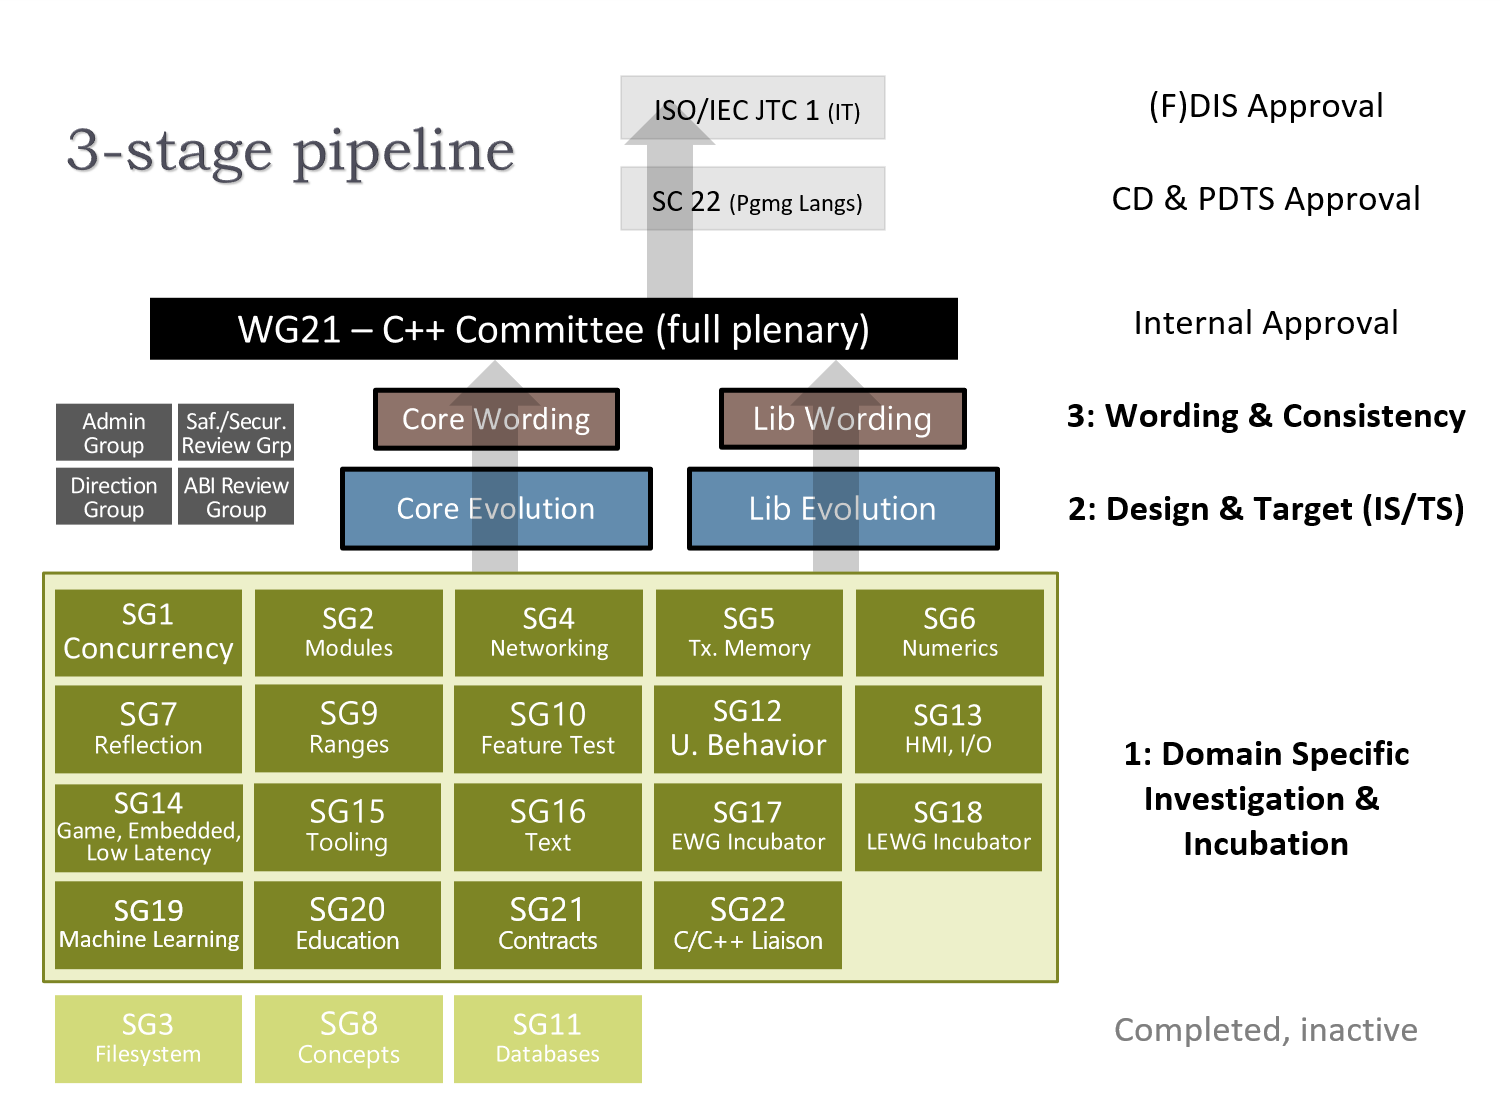 3-stage pipeline
ISO/IEC JTC 1 (IT)
(F)DIS Approval
SC 22 (Pgmg Langs)
CD & PDTS Approval
WG21 – C++ Committee (full plenary)
Internal Approval
Admin
Group
Saf./Secur.
Review Grp
Direction
Group
ABI Review
Group
Core Wording
Lib Wording
3: Wording & Consistency
Core Evolution
Lib Evolution
2: Design & Target (IS/TS)
SG1
Concurrency
SG2
Modules
SG4
Networking
SG5
Tx. Memory
SG6
Numerics
SG7
Reflection
SG9
Ranges
SG10
Feature Test
SG12
U. Behavior
SG13
HMI, I/O
SG14
Game, Embedded,
Low Latency
SG15
Tooling
SG16
Text
SG17
EWG Incubator
SG18
LEWG Incubator
SG19
Machine Learning
SG20
Education
SG21
Contracts
SG22
C/C++ Liaison
1: Domain Specific
Investigation &
Incubation
SG3
Filesystem
SG8
Concepts
SG11
Databases
Completed, inactive